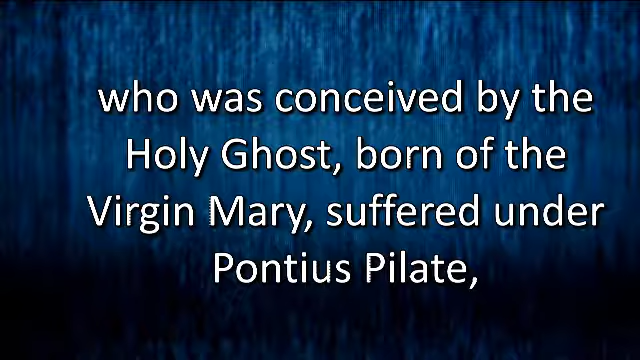 who was conceived by the
Holy Ghost, born of the
Virgin Mary, suffered under
Pontius Pilate,